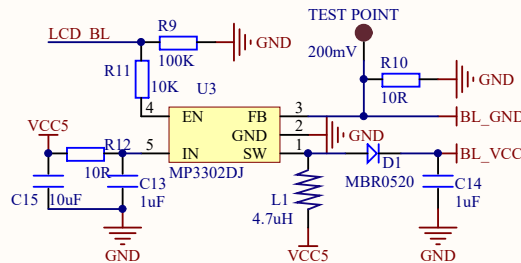 TEST POINT
LCD_BL
R9
GND
200mV
100K
R11
10K
U3
R10
GND
10R
4
EN
FB
3
BL_GND
GND
2
GND
VCC5
R12
5
IN
SW
1
BL_VCC
10R
MP3302DJ
D1
MBR0520
C15
10uF
C13
1uF
L1
4.7uH
C14
1uF
GND
VCC5
GND